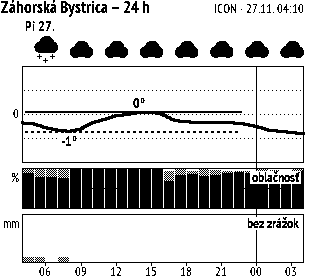 Záhorská Bystrica – 24 h ICON · 27.11. 04:10
Pi 27.
0°
0
-1°
% oblačnosť
mm bez zrážok
06 09 12 15 18 21 00 03